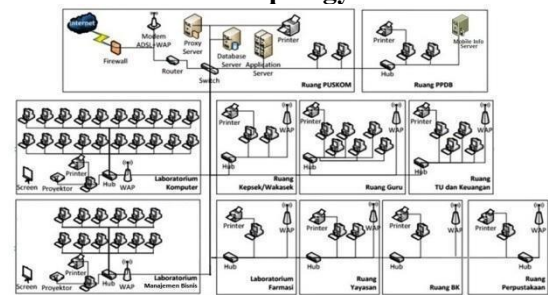 Internet
Firewall
Modem
ADSL+WAP
Router
Proxy
Server
Switch
Database
Server
Application
Server
Printer
Ruang PUSKOM
Printer
Hub
Mobile Info
Server
Ruang PPDB
Screen
Proyektor
Printer
Hub
WAP
Laboratorium
Komputer
Printer
WAP
Hub
Ruang
Kepsek/Wakasek
Printer
WAP
Hub
Ruang Guru
Printer
WAP
Hub
Ruang
TU dan Keuangan
Screen
Proyektor
Printer
Hub
WAP
Laboratorium
Manajemen Bisnis
Printer
WAP
Hub
Laboratorium
Farmasi
Printer
WAP
Hub
Ruang
Yayasan
Printer
WAP
Hub
Ruang BK
Printer
WAP
Hub
Ruang
Perpustakaan